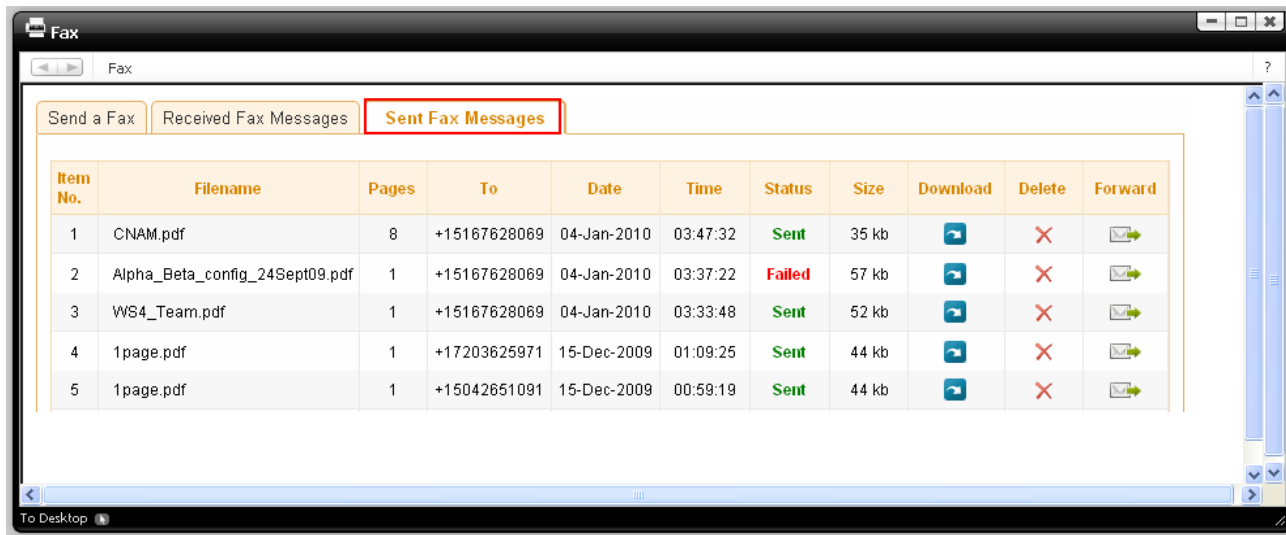 Fax
Fax ?
Send a Fax Received Fax Messages Sent Fax Messages
Item No. Filename Pages To Date Time Status Size Download Delete Forward
1 CNAM.pdf 8 +15167628069 04-Jan-2010 03:47:32 Sent 35 kb
2 Alpha_Beta_config_24Sept09.pdf 1 +15167628069 04-Jan-2010 03:37:22 Failed 57 kb
3 WS4_Team.pdf 1 +15167628069 04-Jan-2010 03:33:48 Sent 52 kb
4 1page.pdf 1 +17203625971 15-Dec-2009 01:09:25 Sent 44 kb
5 1page.pdf 1 +15042651091 15-Dec-2009 00:59:19 Sent 44 kb
To Desktop